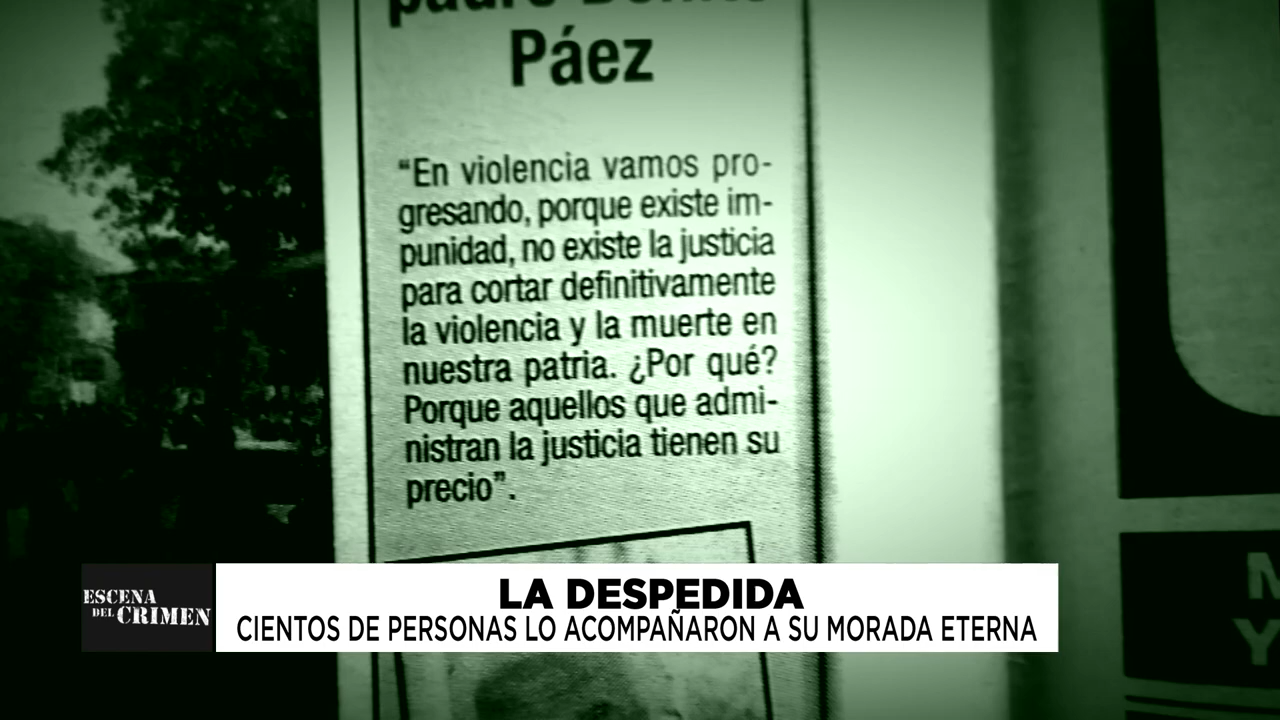 Páez
“En violencia vamos pro-
gresando, porque existe im-
punidad, no existe la justicia
para cortar definitivamente
la violencia y la muerte en
nuestra patria. ¿Por qué?
Porque aquellos que admi-
nistran la justicia tienen su
precio”.
ESCENA
DEL CRIMEN
LA DESPEDIDA
CIENTOS DE PERSONAS LO ACOMPAÑARON A SU MORADA ETERNA